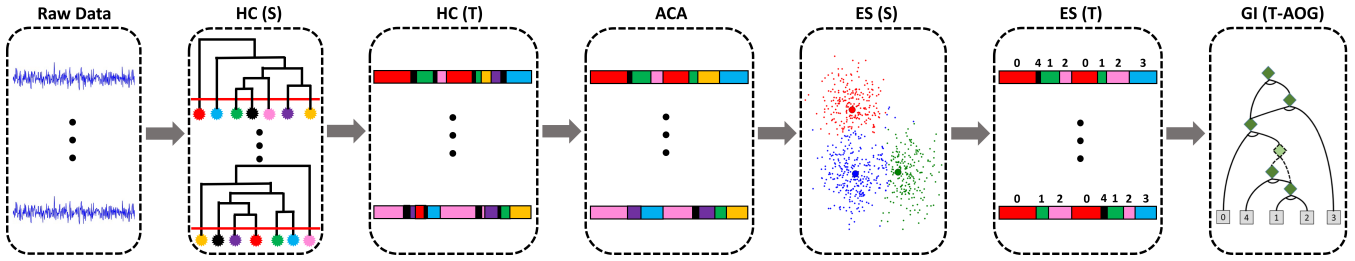 Raw Data
HC (S)
HC (T)
ACA
ES (S)
ES (T)
GI (T-AOG)
0 4 1 2 0 1 2 3
0 1 2 0 4 1 2 3
0 4 1 2 3